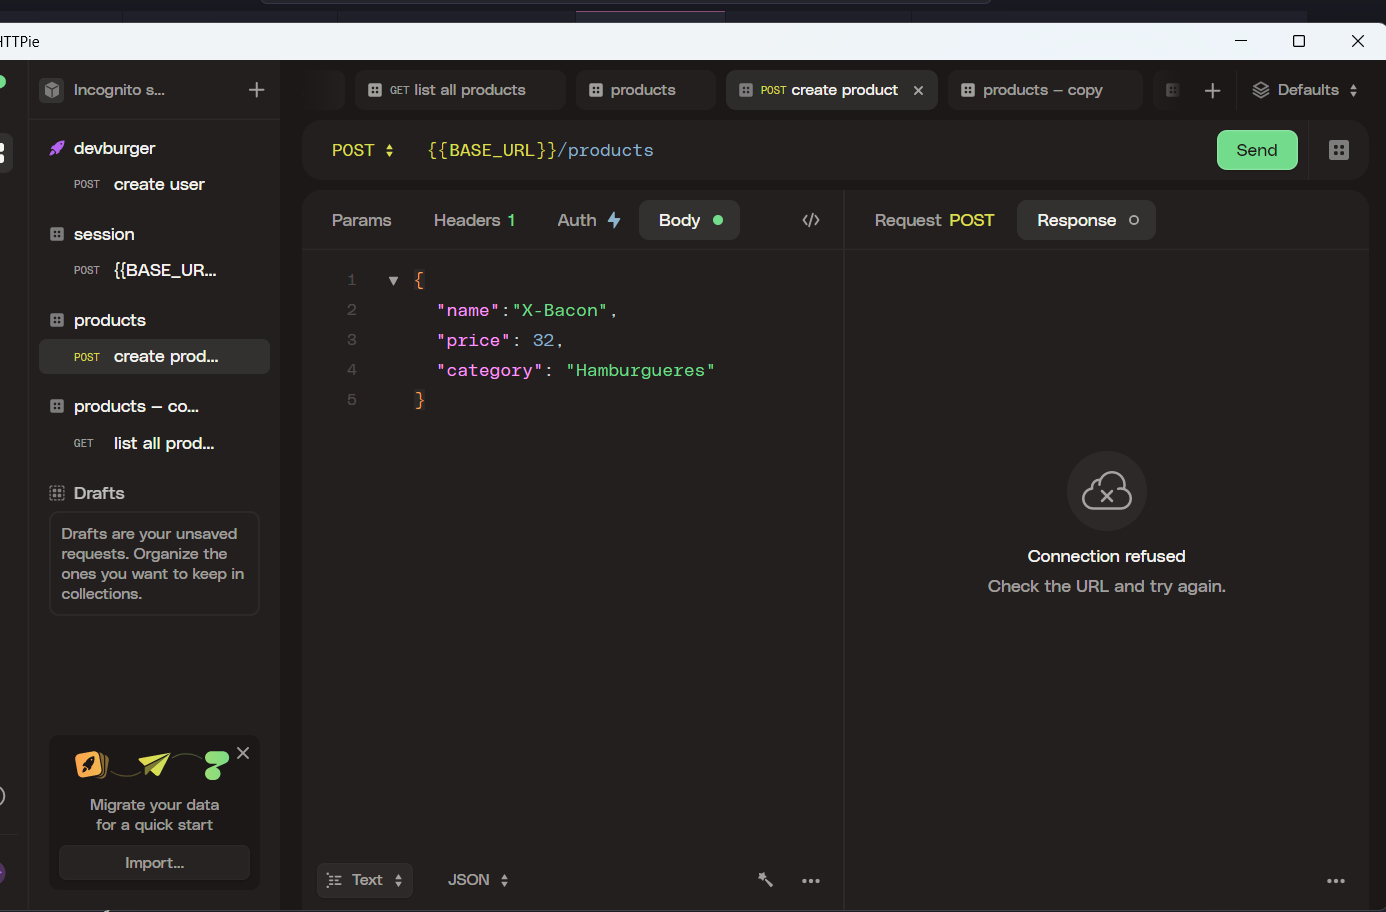 HTTPie
Incognito s...
GET list all products
products
POST create product
products – copy
Defaults
devburger
POST create user
session
POST {{BASE_UR...
products
POST create prod...
products – co...
GET list all prod...
Drafts
Drafts are your unsaved
requests. Organize the
ones you want to keep in
collections.
Migrate your data
for a quick start
Import...
POST {{BASE_URL}}/products
Send
Params
Headers 1
Auth
Body
</>
1 {
2 "name":"X-Bacon",
3 "price": 32,
4 "category": "Hamburgueres"
5 }
Text
JSON
Request POST
Response
Connection refused
Check the URL and try again.